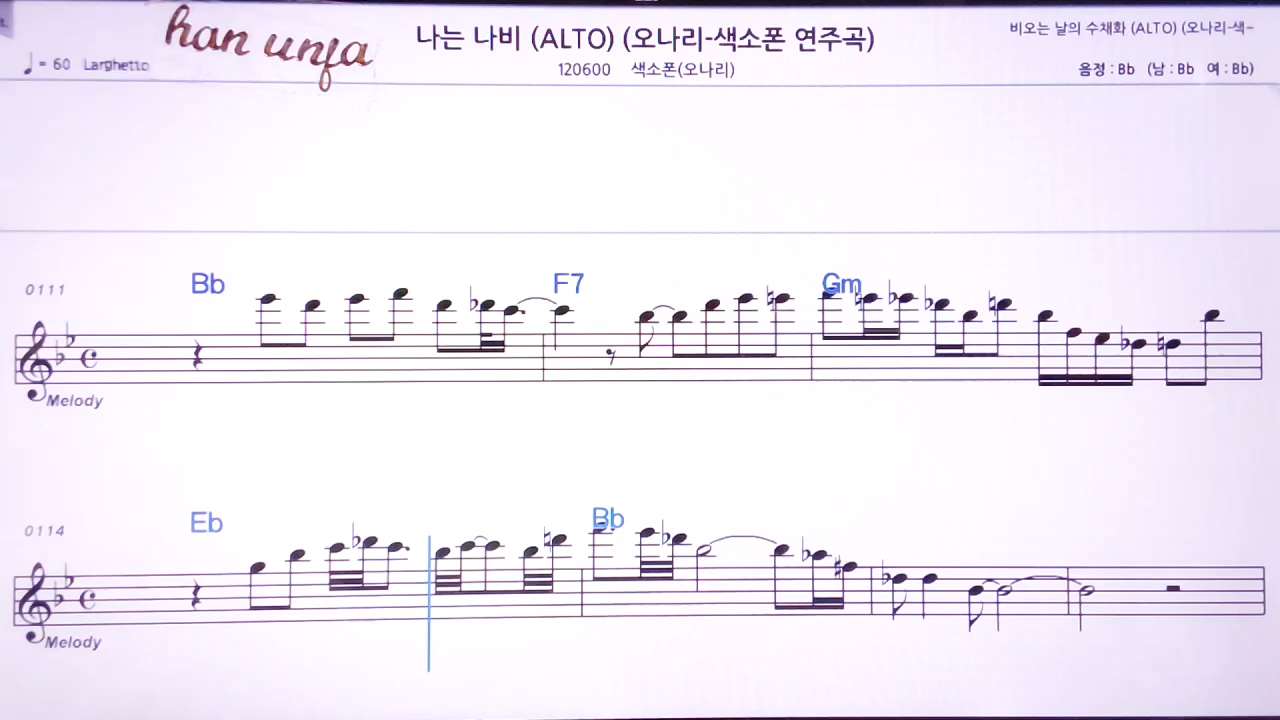 han unfa
나는 나비 (ALTO) (오나리-색소폰 연주곡)
비오는 날의 수채화 (ALTO) (오나리-색-
♩= 60 Larghetto
120600 색소폰(오나리)
음정 : Bb (남 : Bb 여 : Bb)
0111
Bb F7 Gm
Melody
0114
Eb Bb
Melody